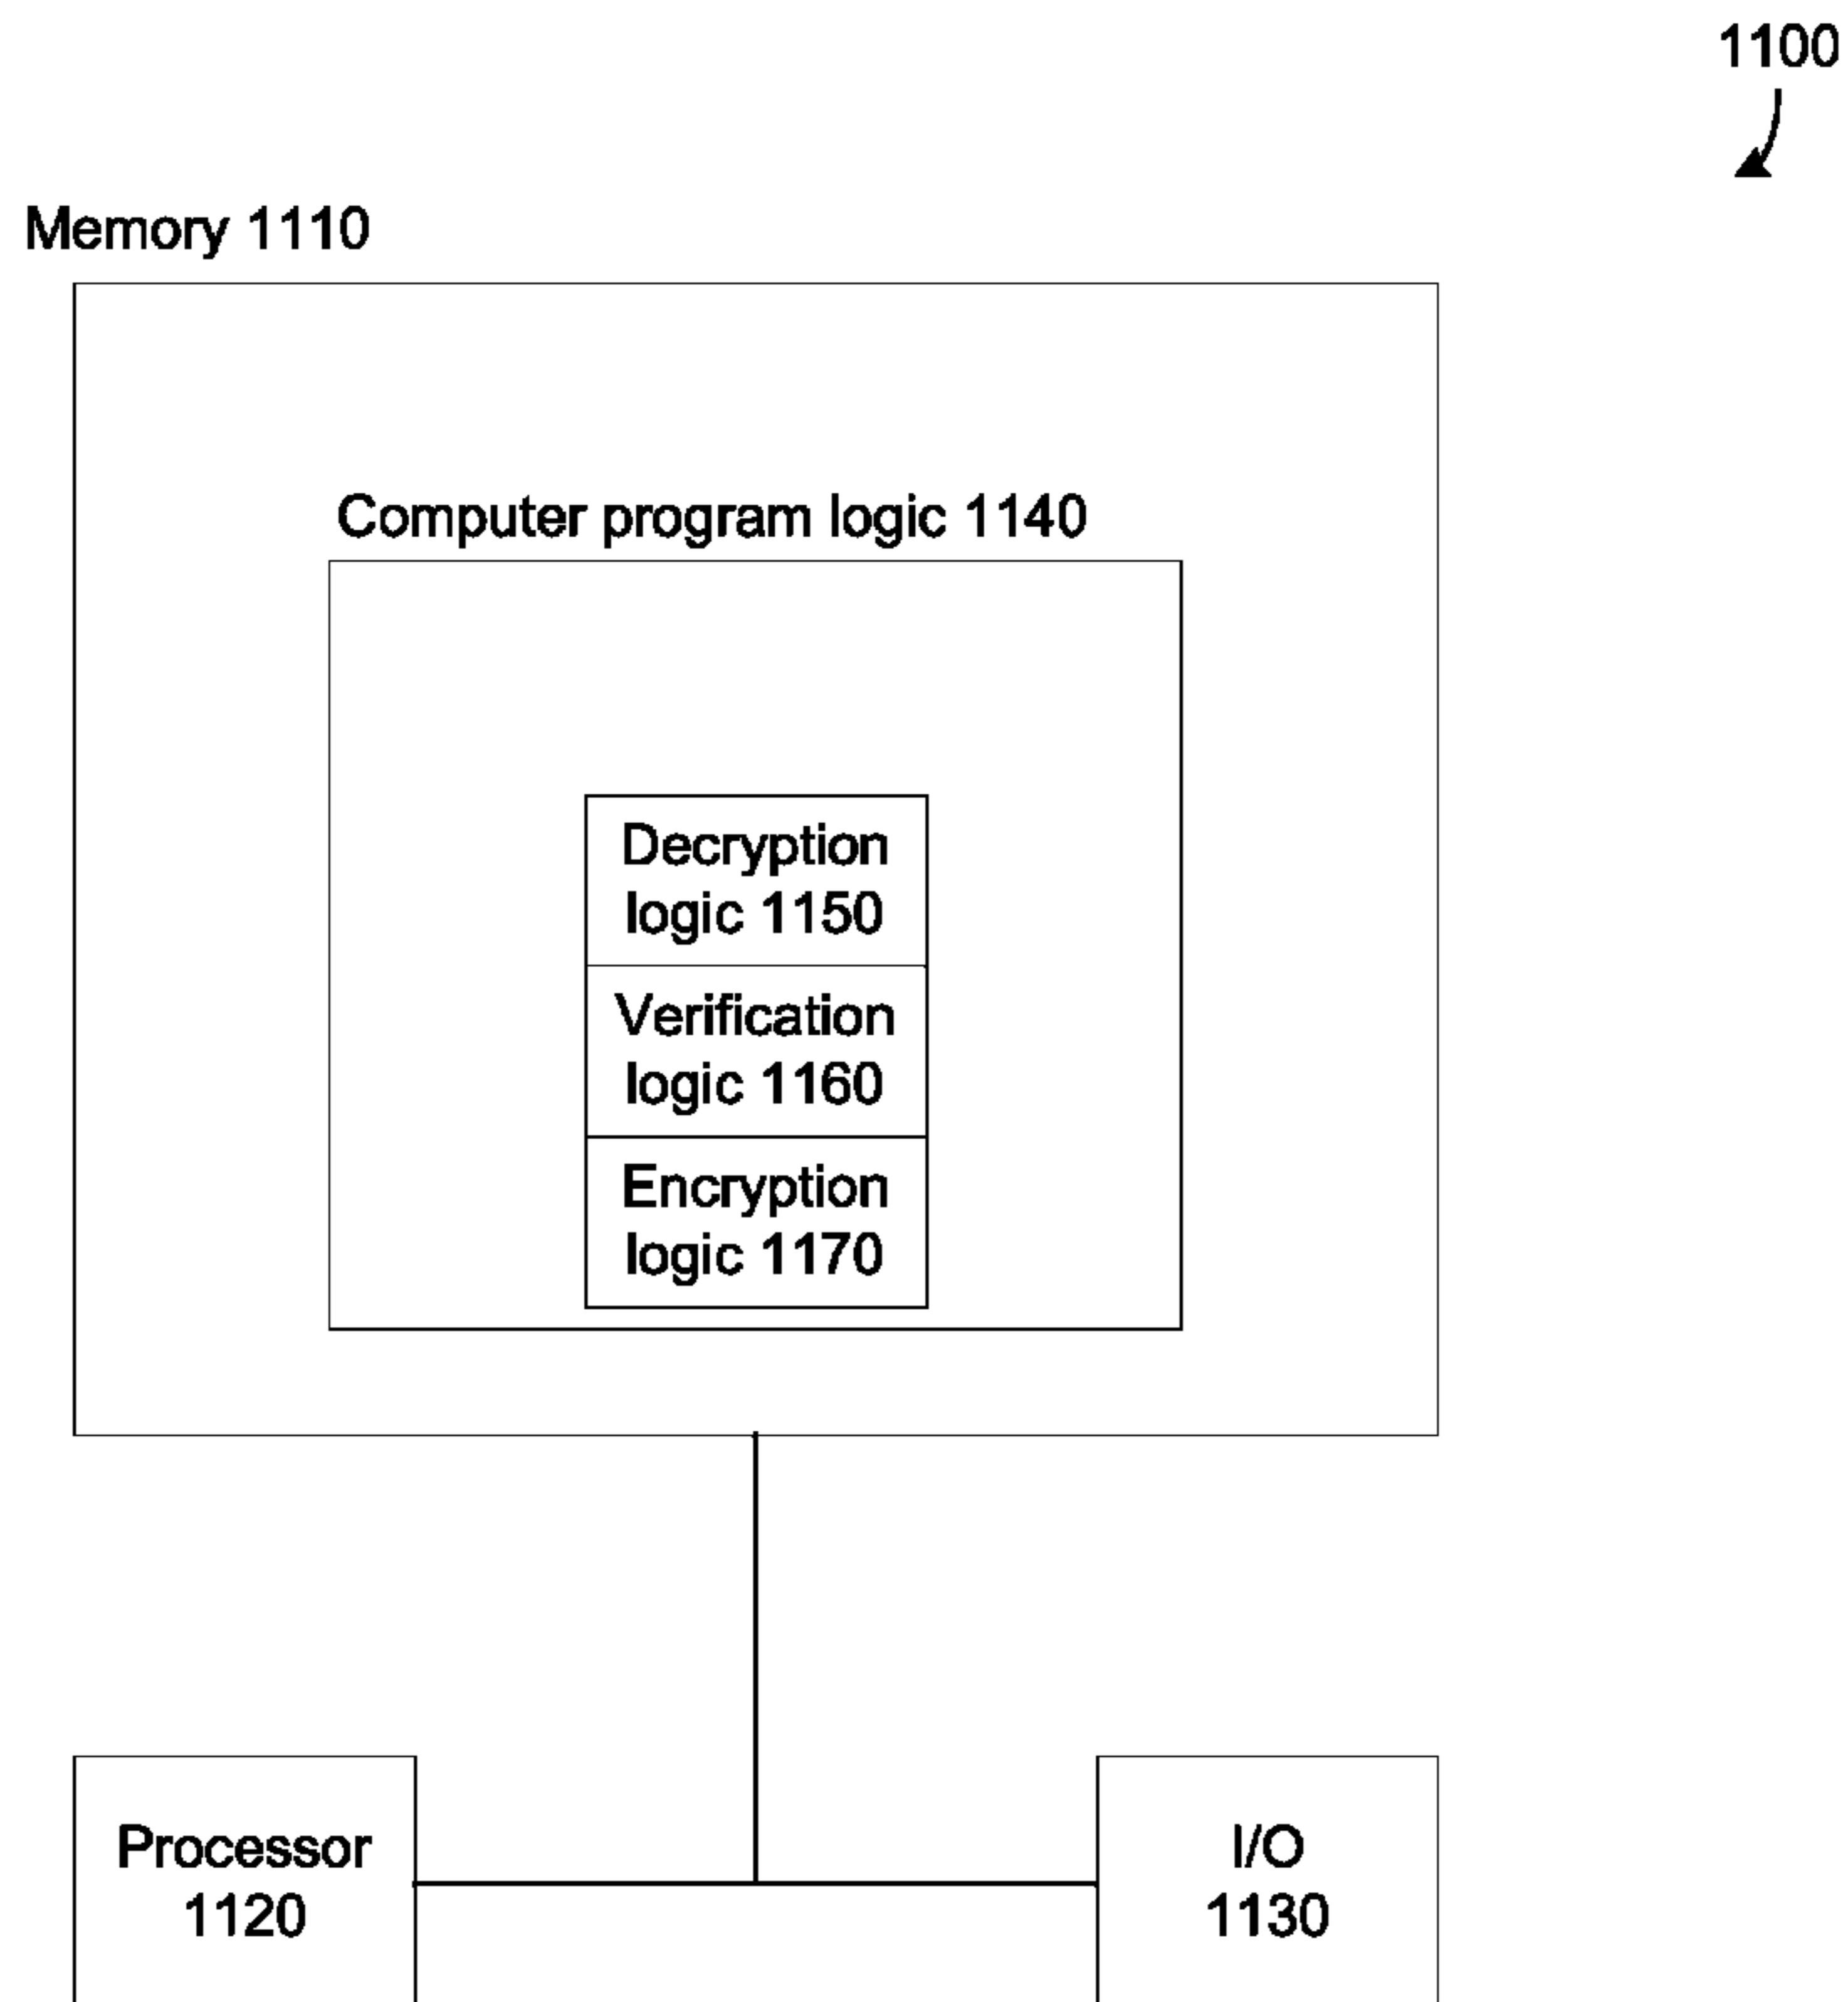 1100
Memory 1110
Computer program logic 1140
Decryption
logic 1150
Verification
logic 1160
Encryption
logic 1170
Processor
1120
I/O
1130